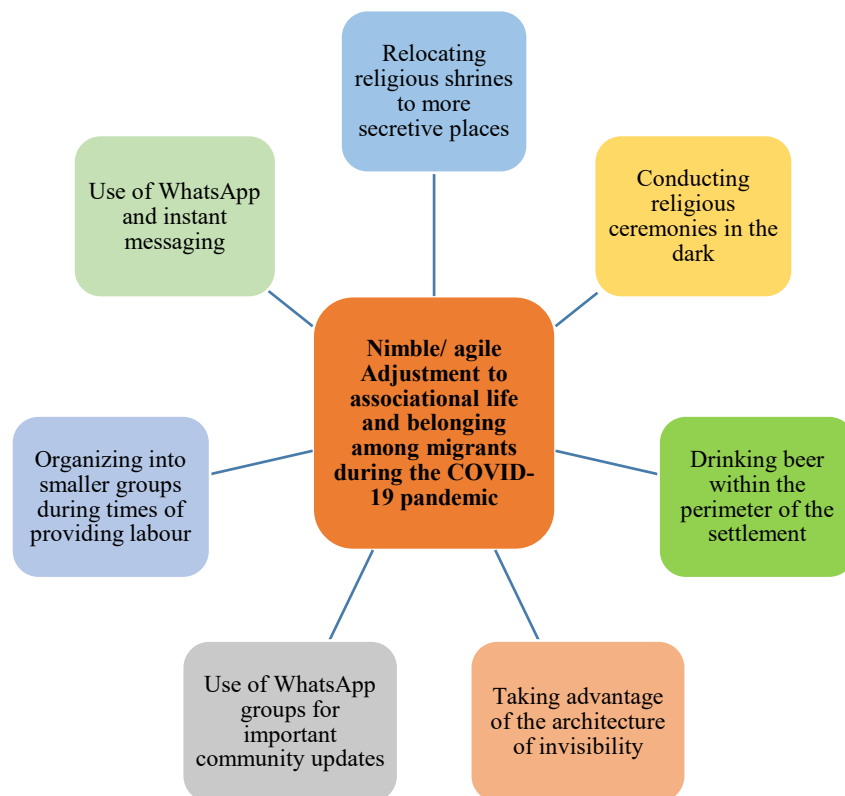 Relocating
religious shrines
to more
secretive places
Use of WhatsApp
and instant
messaging
Conducting
religious
ceremonies in the
dark
Nimble/ agile
Adjustment to
associational life
and belonging
among migrants
during the COVID-
19 pandemic
Organizing into
smaller groups
during times of
providing labour
Drinking beer
within the
perimeter of the
settlement
Use of WhatsApp
groups for
important
community updates
Taking advantage
of the architecture
of invisibility